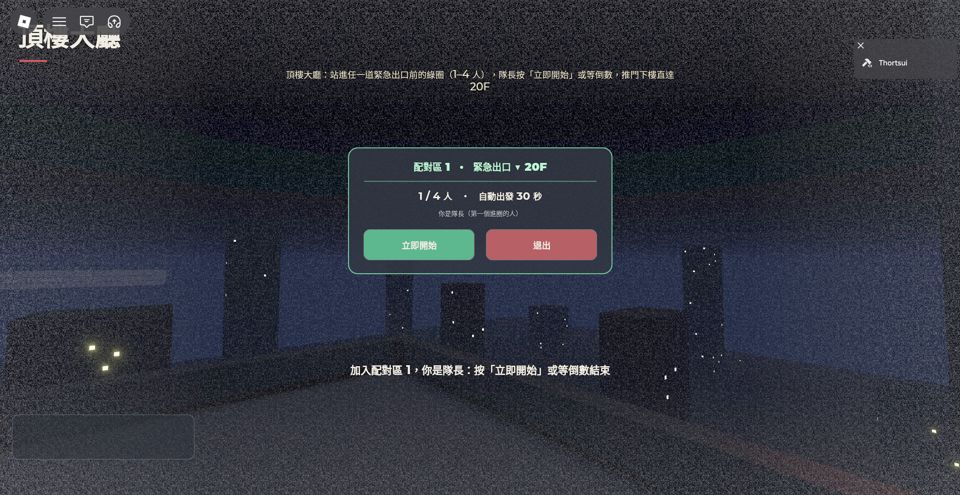 頂樓大廳
Thortsui
頂樓大廳：站進任一道緊急出口前的綠圈（1–4 人），隊長按「立即開始」或等倒數，推門下樓直達
20F
配對區 1 • 緊急出口 ▼ 20F
1 / 4 人 • 自動出發 30 秒
你是隊長（第一個進圈的人）
立即開始
退出
加入配對區 1，你是隊長：按「立即開始」或等倒數結束